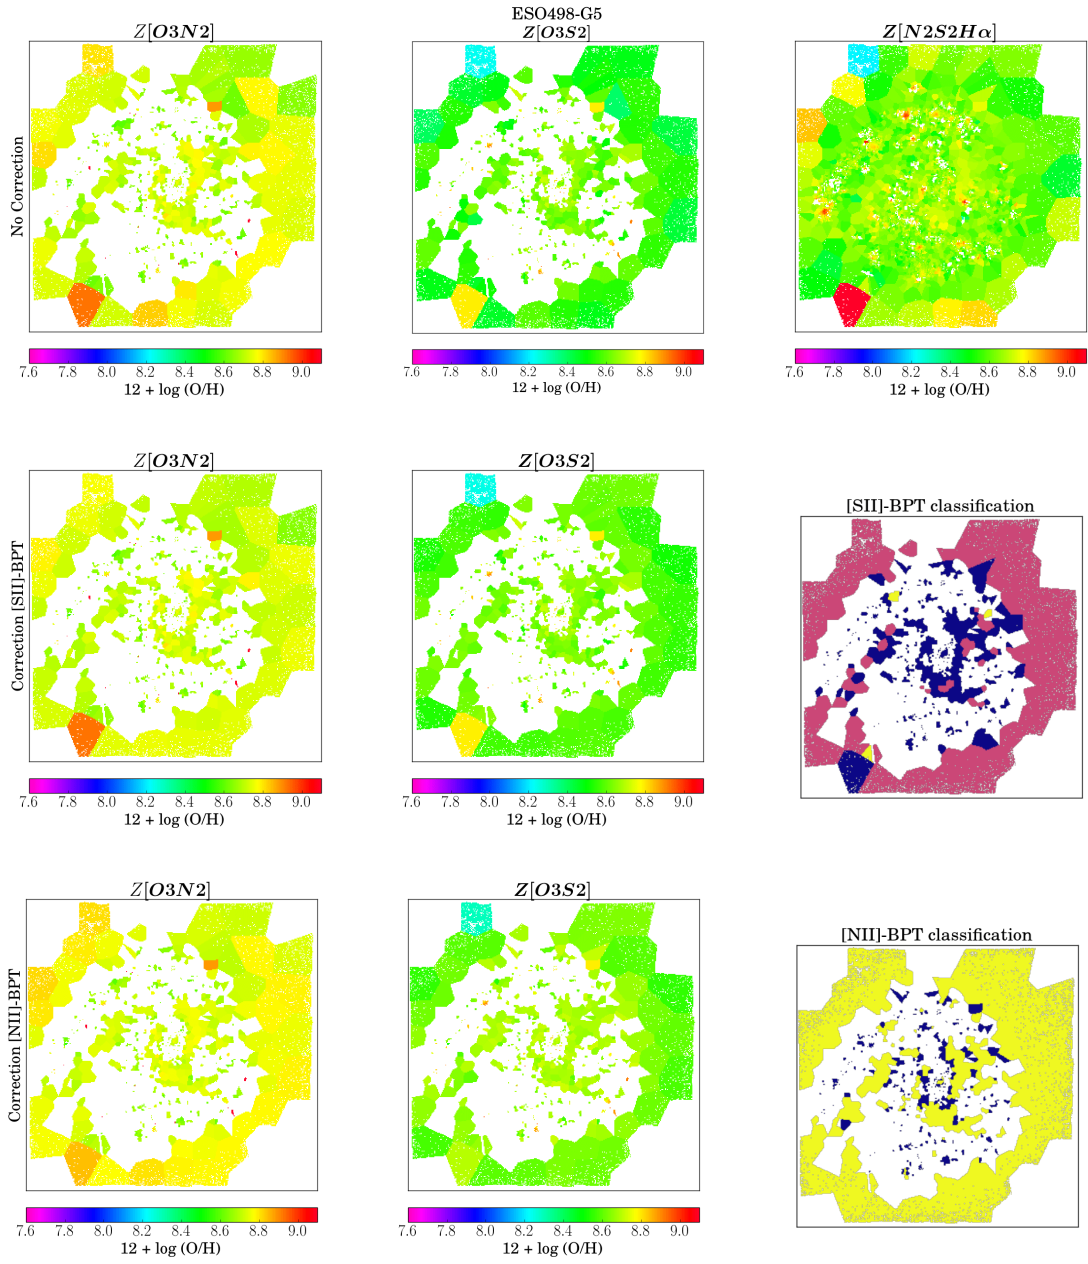 ESO498-G5
Z[O3N2]
Z[O3S2]
Z[N2S2Hα]
No Correction
7.6 7.8 8.0 8.2 8.4 8.6 8.8 9.0
12 + log (O/H)
7.6 7.8 8.0 8.2 8.4 8.6 8.8 9.0
12 + log (O/H)
7.6 7.8 8.0 8.2 8.4 8.6 8.8 9.0
12 + log (O/H)
Z[O3N2]
Z[O3S2]
[SII]-BPT classification
Correction [SII]-BPT
7.6 7.8 8.0 8.2 8.4 8.6 8.8 9.0
12 + log (O/H)
7.6 7.8 8.0 8.2 8.4 8.6 8.8 9.0
12 + log (O/H)
Z[O3N2]
Z[O3S2]
[NII]-BPT classification
Correction [NII]-BPT
7.6 7.8 8.0 8.2 8.4 8.6 8.8 9.0
12 + log (O/H)
7.6 7.8 8.0 8.2 8.4 8.6 8.8 9.0
12 + log (O/H)